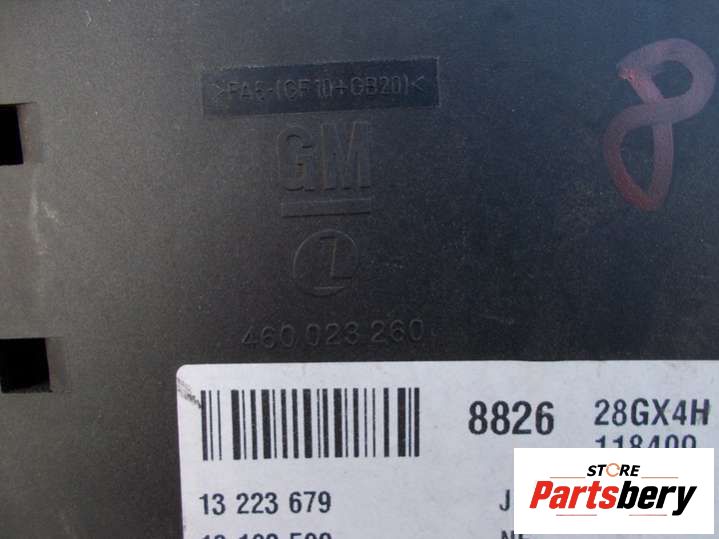 >PA6-(GF10+GB20)<
8
GM
460 023 260
8826 28GX4H
13 223 679 J
STORE
Partsbery